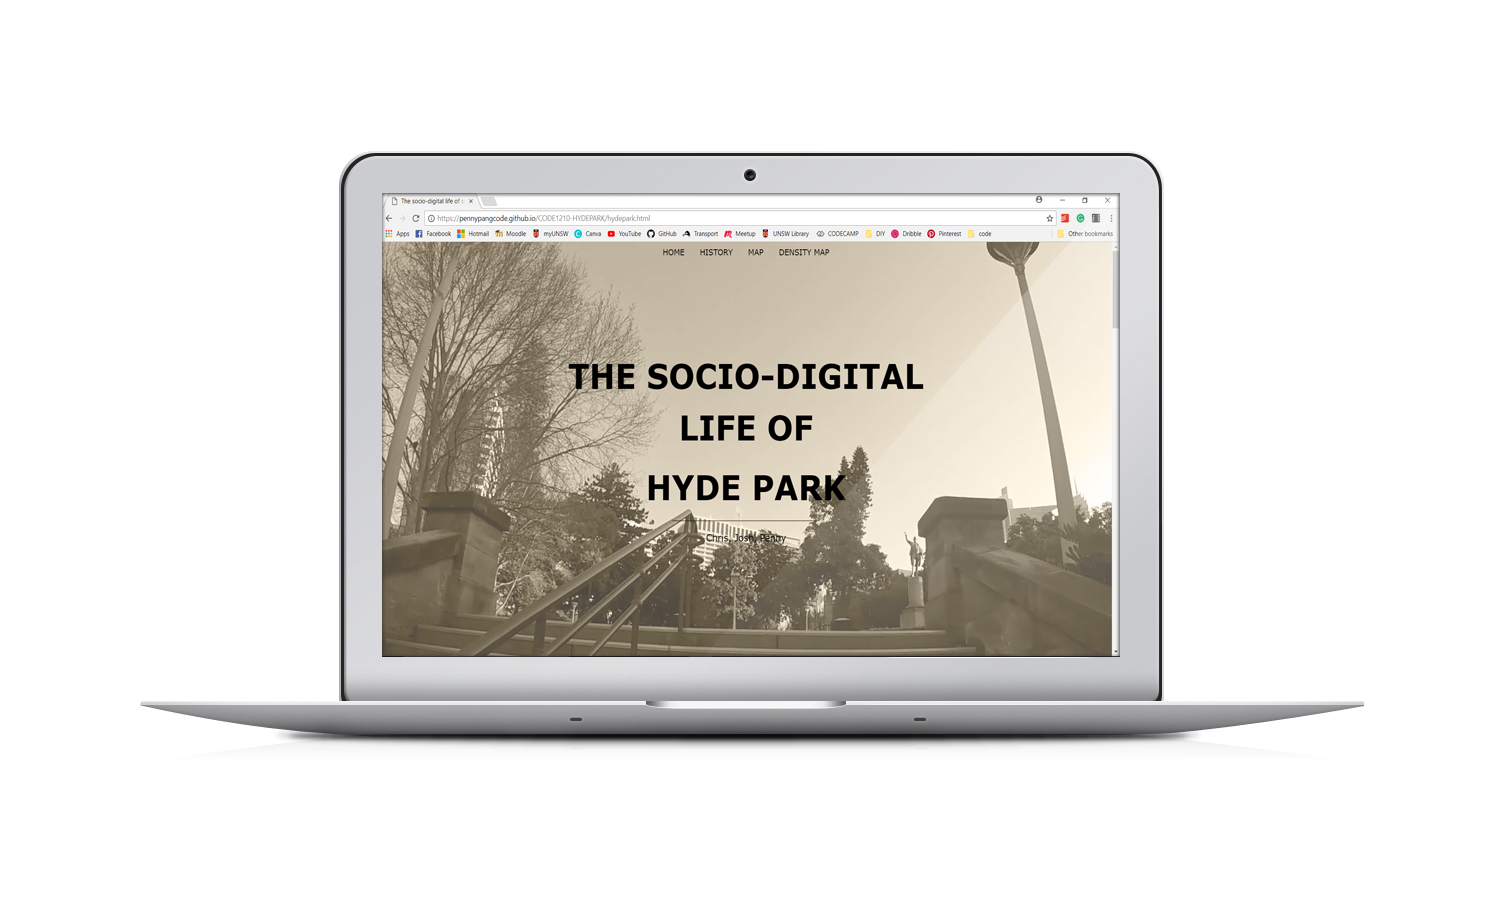 The socio-digital life of
https://pennypangcode.github.io/CODE1210-HYDEPARK/hydepark.html
Apps Facebook Hotmail Moodle myUNSW Canva YouTube GitHub Transport Meetup UNSW Library CODECAMP DIY Dribble Pinterest code Other bookmarks
HOME HISTORY MAP DENSITY MAP
THE SOCIO-DIGITAL
LIFE OF
HYDE PARK
Chris, Josh, Penny